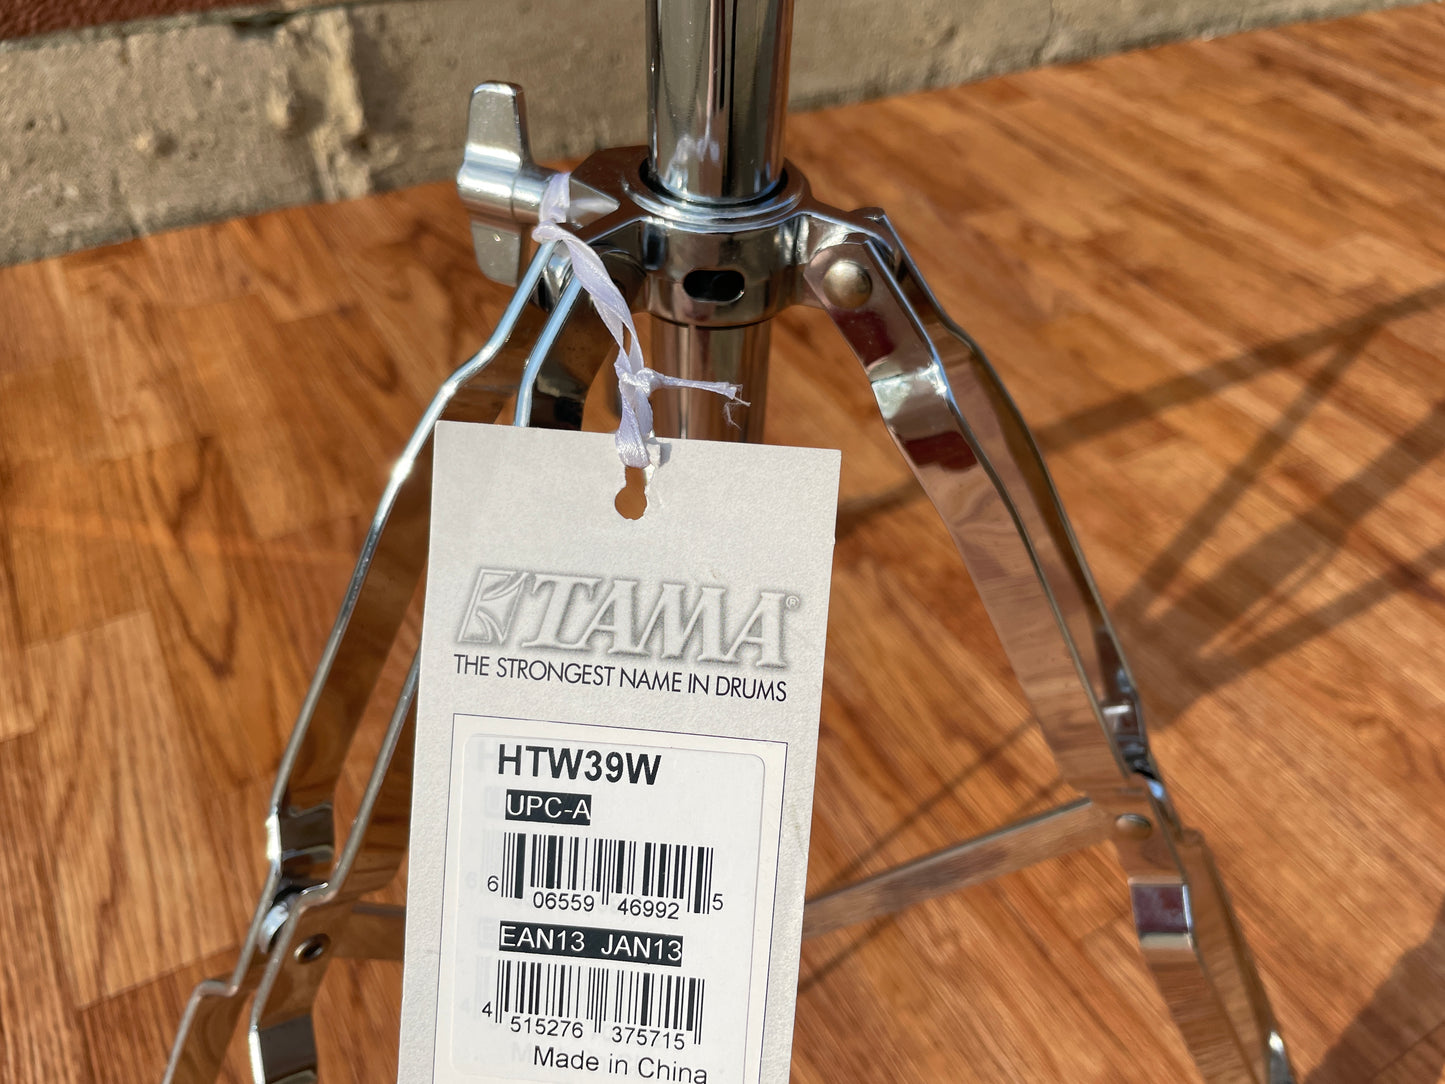 TAMA®
THE STRONGEST NAME IN DRUMS
HTW39W
UPC-A
6 06559 46992 5
EAN13 JAN13
4 515276 375715
Made in China